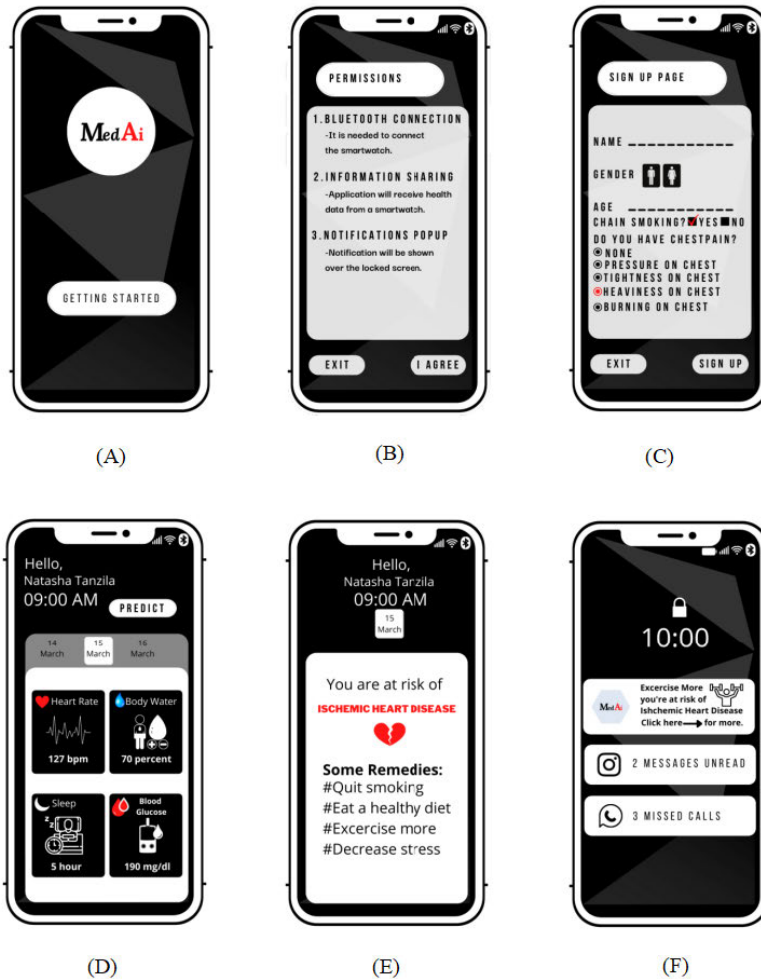 MedAi
GETTING STARTED
(A)
PERMISSIONS
1.BLUETOOTH CONNECTION
-It is needed to connect
the smartwatch.
2.INFORMATION SHARING
-Application will receive health
data from a smartwatch.
3.NOTIFICATIONS POPUP
-Notification will be shown
over the locked screen.
EXIT
I AGREE
(B)
SIGN UP PAGE
NAME ____________
GENDER
AGE ____________
CHAIN SMOKING? YES NO
DO YOU HAVE CHESTPAIN?
NONE
PRESSURE ON CHEST
TIGHTNESS ON CHEST
HEAVINESS ON CHEST
BURNING ON CHEST
EXIT
SIGN UP
(C)
Hello,
Natasha Tanzila
09:00 AM
PREDICT
14 March
15 March
16 March
Heart Rate
127 bpm
Body Water
70 percent
Sleep
zz
5 hour
Blood Glucose
190 mg/dl
(D)
Hello,
Natasha Tanzila
09:00 AM
15
March
You are at risk of
ISCHEMIC HEART DISEASE
Some Remedies:
#Quit smoking
#Eat a healthy diet
#Excercise more
#Decrease stress
(E)
10:00
MedAi
Excercise More
you're at risk of
Ishchemic Heart Disease
Click here for more.
2 MESSAGES UNREAD
3 MISSED CALLS
(F)